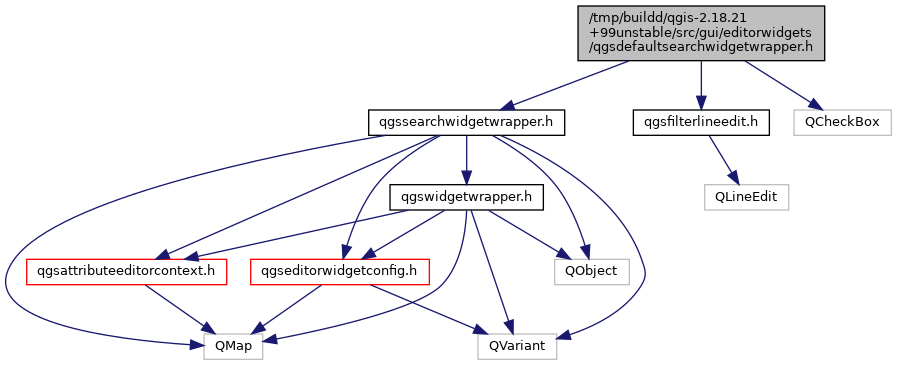 /tmp/buildd/qgis-2.18.21
+99unstable/src/gui/editorwidgets
/qgsdefaultsearchwidgetwrapper.h
qgssearchwidgetwrapper.h
qgsfilterlineedit.h
QCheckBox
qgswidgetwrapper.h
QLineEdit
qgsattributeeditorcontext.h
qgseditorwidgetconfig.h
QObject
QMap
QVariant